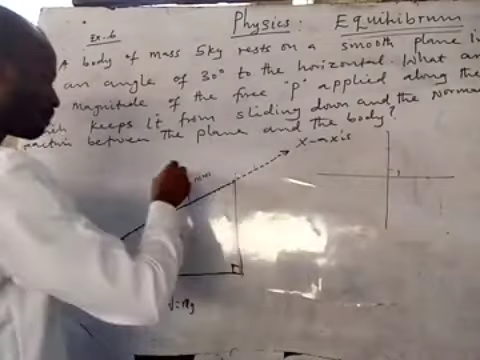 Physics: Equihibrum
Ex. 6
A body of mass 5kg rests on a smooth plane
an angle of 30° to the horizontal. What
magnitude of the force "P" applied along the
keeps it from sliding down and the Normal
between the plane and the body?
X-axis